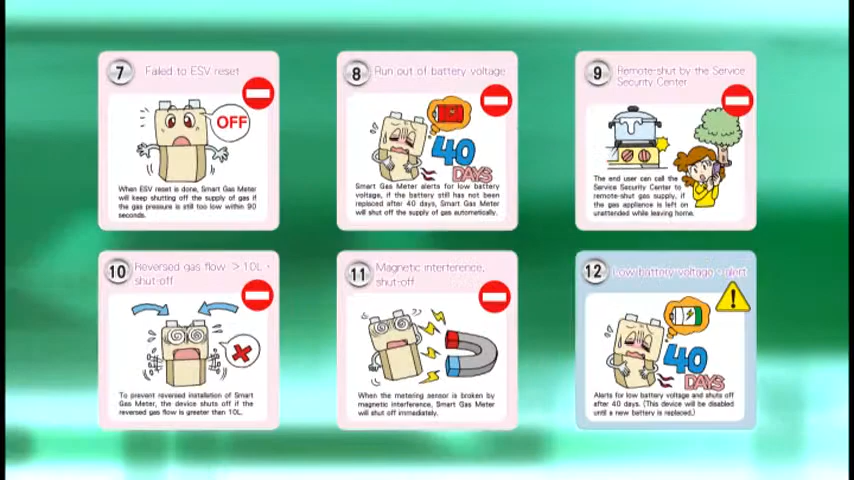 7 Failed to ESV reset
OFF
When ESV reset is done, Smart Gas Meter
will keep shutting off the supply of gas if
the gas pressure is still too low within 90
seconds.
8 Run out of battery voltage
40
DAYS
Smart Gas Meter alerts for low battery
voltage, if the battery still has not been
replaced after 40 days, Smart Gas Meter
will shut off the supply of gas automatically.
9 Remote-shut by the Service
Security Center
The end user can call the
Service Security Center to
remote-shut gas supply, if
the gas appliance is left on
unattended while leaving home.
10 Reversed gas flow > 10L,
shut-off
To prevent reversed installation of Smart
Gas Meter, the device shuts off if the
reversed gas flow is greater than 10L.
11 Magnetic interference,
shut-off
When the metering sensor is broken by
magnetic interference, Smart Gas Meter
will shut off immediately.
12 Low battery voltage, alert
40
DAYS
Alerts for low battery voltage and shuts off
after 40 days. (This device will be disabled
until a new battery is replaced.)